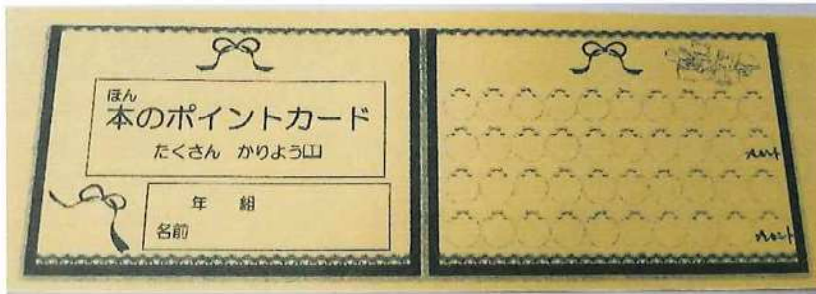 ほん
本のポイントカード
たくさん かりよう
年 組
名前